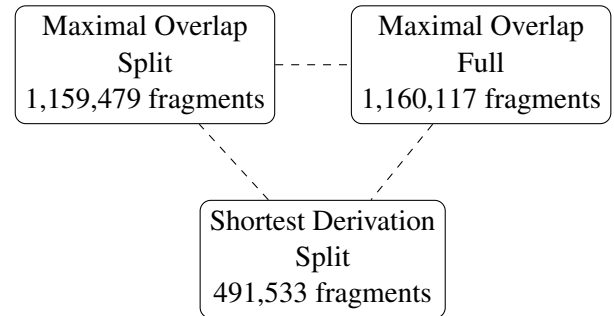 Maximal Overlap
Split
1,159,479 fragments
Maximal Overlap
Full
1,160,117 fragments
Shortest Derivation
Split
491,533 fragments